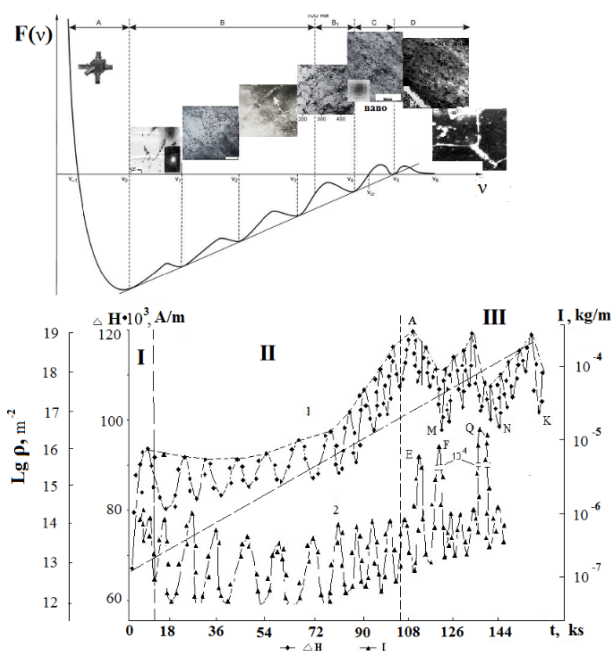 A B B₁ C D
F(ν)
nano
200 300 400
ν₋₁ ν₀ ν₁ ν₂ ν₃ ν₄ ν₅ ν₆ ν
△ H•10³, A/m I , kg/m
19 120 A III
I II
18 10⁻⁴
17 100
1
16 M F Q N K 10⁻⁵
E 4
15
Lg ρ, m⁻²
80
14 2 10⁻⁶
13
10⁻⁷
12 60
0 18 36 54 72 90 108 126 144 t, ks
△H I